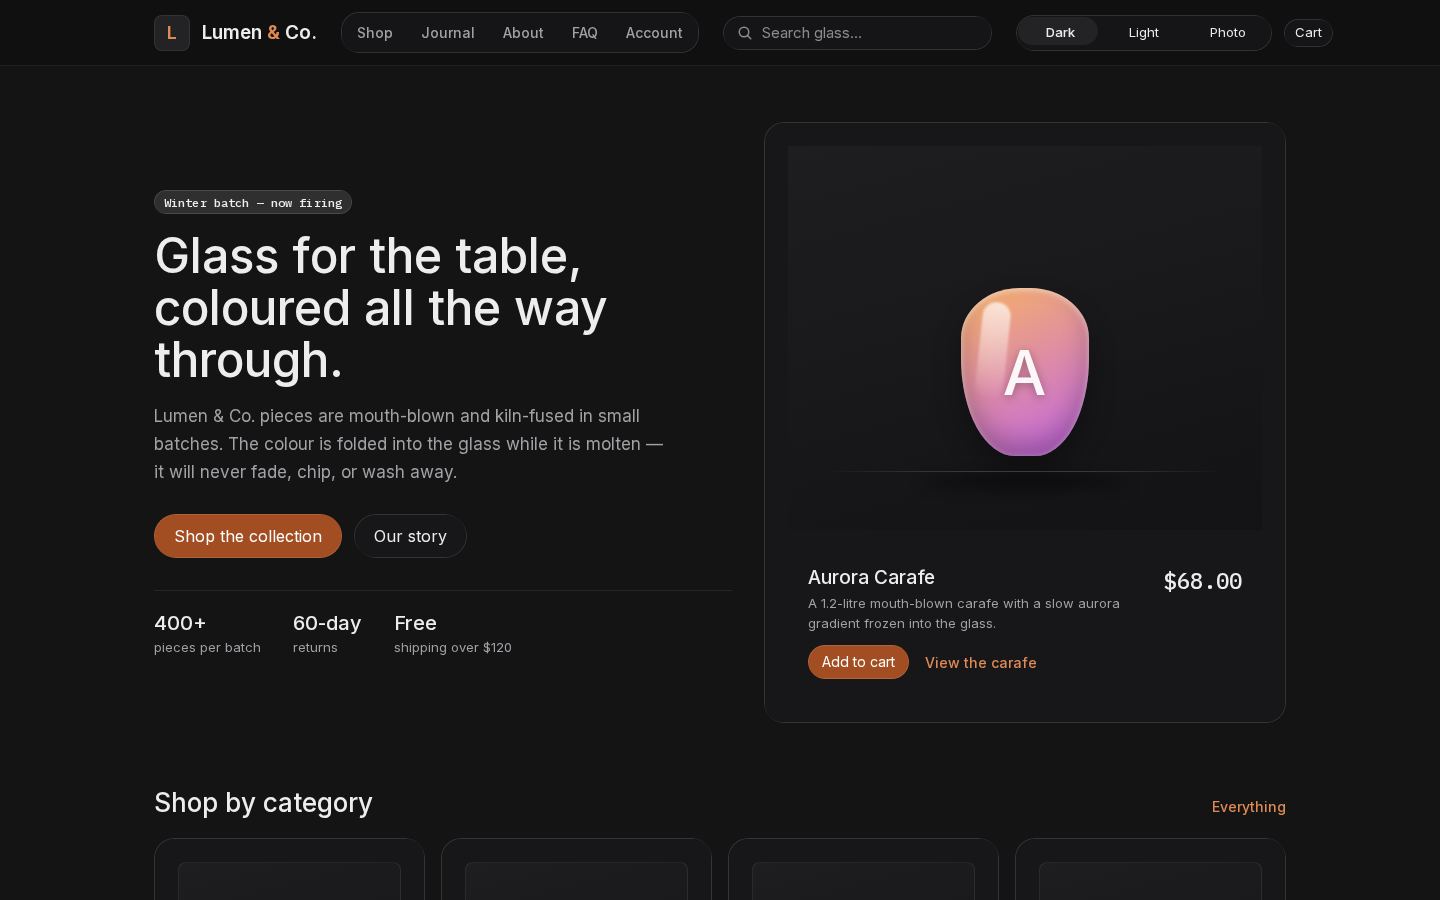 L Lumen & Co. Shop Journal About FAQ Account Search glass... Dark Light Photo Cart
Winter batch — now firing
Glass for the table,
coloured all the way
through.
Lumen & Co. pieces are mouth-blown and kiln-fused in small
batches. The colour is folded into the glass while it is molten —
it will never fade, chip, or wash away.
Shop the collection Our story
400+ 60-day Free
pieces per batch returns shipping over $120
A
Aurora Carafe $68.00
A 1.2-litre mouth-blown carafe with a slow aurora
gradient frozen into the glass.
Add to cart View the carafe
Shop by category Everything